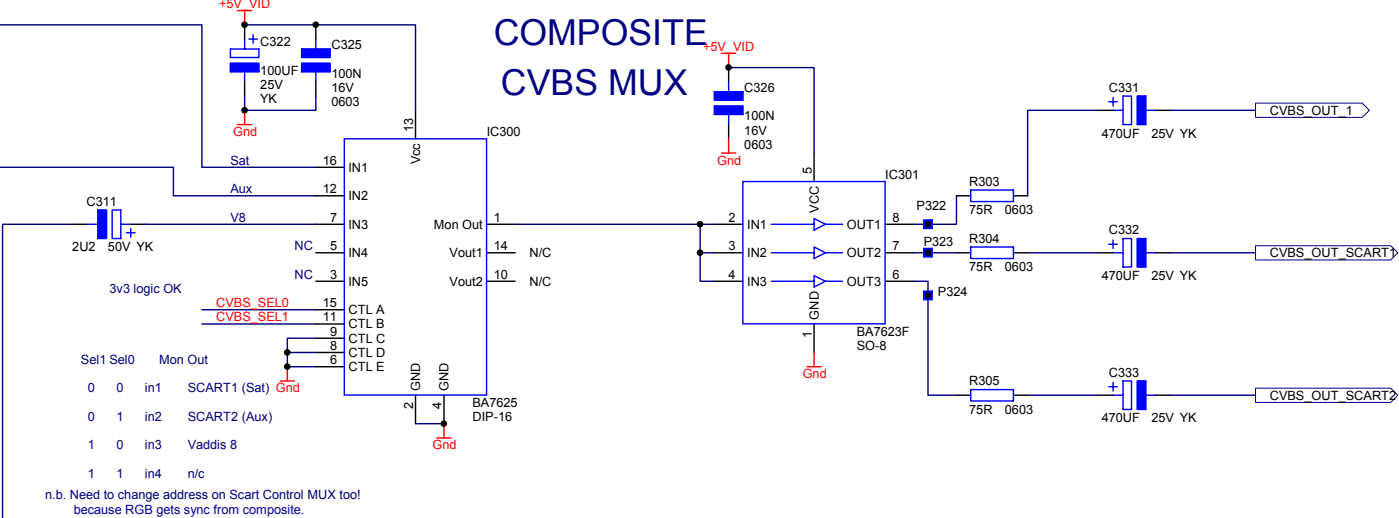 COMPOSITE
CVBS MUX
+5V_VID
C322
100UF
25V
YK
C325
100N
16V
0603
Gnd
+5V_VID
C326
100N
16V
0603
Gnd
IC300
13
Vcc
Sat 16 IN1
Aux 12 IN2
V8 7 IN3
NC 5 IN4
NC 3 IN5
C311
2U2 50V YK
3v3 logic OK
CVBS_SEL0 15 CTL A
CVBS_SEL1 11 CTL B
9 CTL C
8 CTL D
6 CTL E
Gnd
Mon Out 1
Vout1 14 N/C
Vout2 10 N/C
GND
GND
2
4
Gnd
BA7625
DIP-16
IC301
5
VCC
2 IN1 OUT1 8
3 IN2 OUT2 7
4 IN3 OUT3 6
GND
1
Gnd
BA7623F
SO-8
P322
P323
P324
R303
75R 0603
R304
75R 0603
R305
75R 0603
C331
470UF 25V YK
C332
470UF 25V YK
C333
470UF 25V YK
CVBS_OUT_1
CVBS_OUT_SCART1
CVBS_OUT_SCART2
Sel1 Sel0 Mon Out
0 0 in1 SCART1 (Sat)
0 1 in2 SCART2 (Aux)
1 0 in3 Vaddis 8
1 1 in4 n/c
n.b. Need to change address on Scart Control MUX too!
because RGB gets sync from composite.